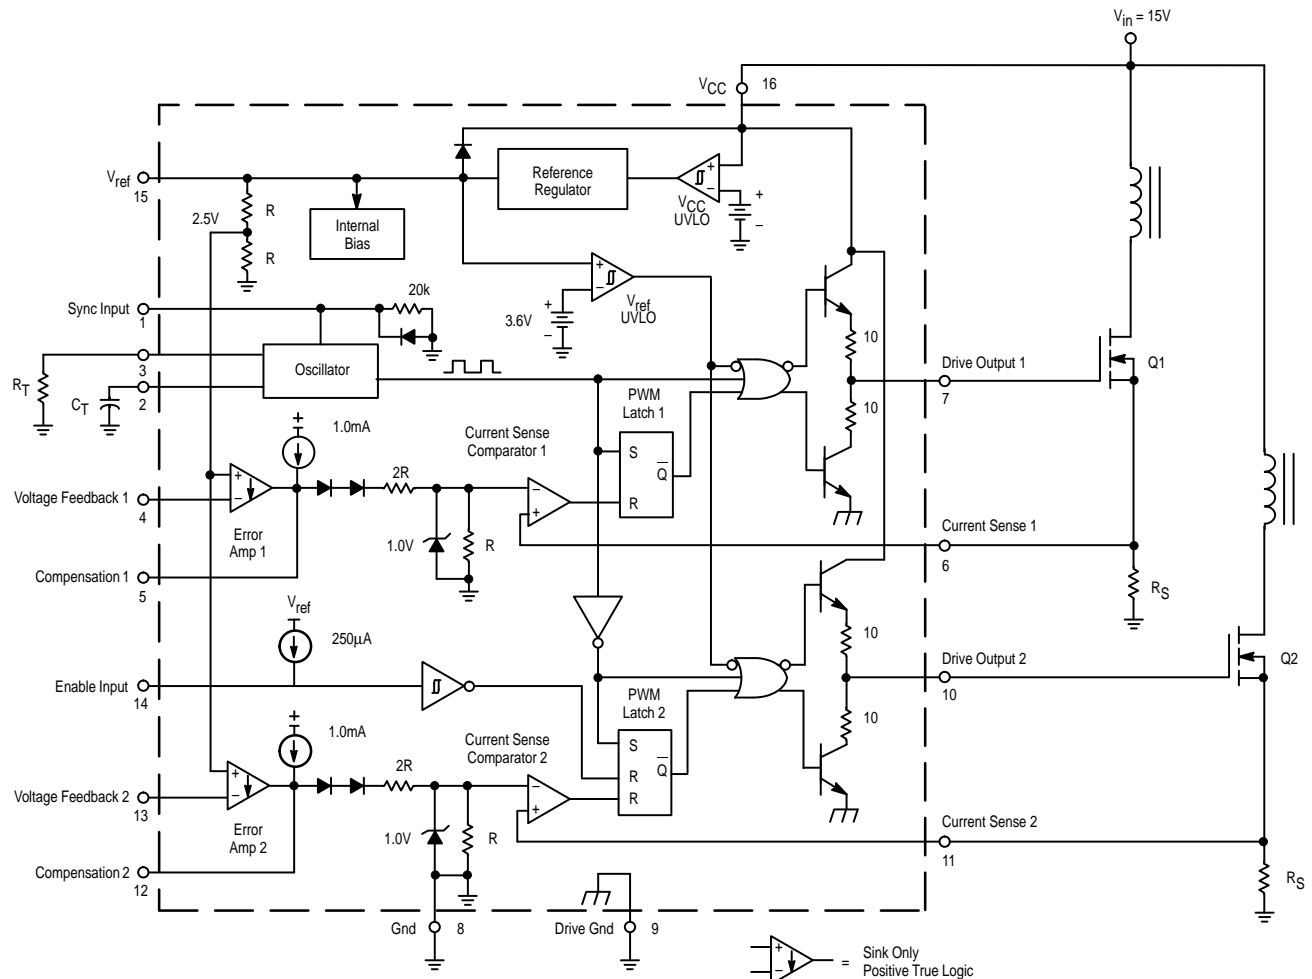 Vin = 15V
VCC 16
Vref
15
Reference
Regulator
+
–
VCC
UVLO
+
–
2.5V
R
R
Internal
Bias
Sync Input
1
20k
+
–
3.6V
+
–
Vref
UVLO
3
RT
2
CT
Oscillator
10
10
Drive Output 1
7
Q1
PWM
Latch 1
S
R
Q
+
1.0mA
Current Sense
Comparator 1
2R
Voltage Feedback 1
4
+
–
Error
Amp 1
1.0V
R
–
+
Current Sense 1
6
RS
Compensation 1
5
Vref
250µA
Enable Input
14
10
10
Drive Output 2
10
Q2
PWM
Latch 2
S
R
R
Q
+
1.0mA
Current Sense
Comparator 2
2R
Voltage Feedback 2
13
+
–
Error
Amp 2
1.0V
R
–
+
Current Sense 2
11
RS
Compensation 2
12
Gnd 8
Drive Gnd 9
+
–
= Sink Only
Positive True Logic